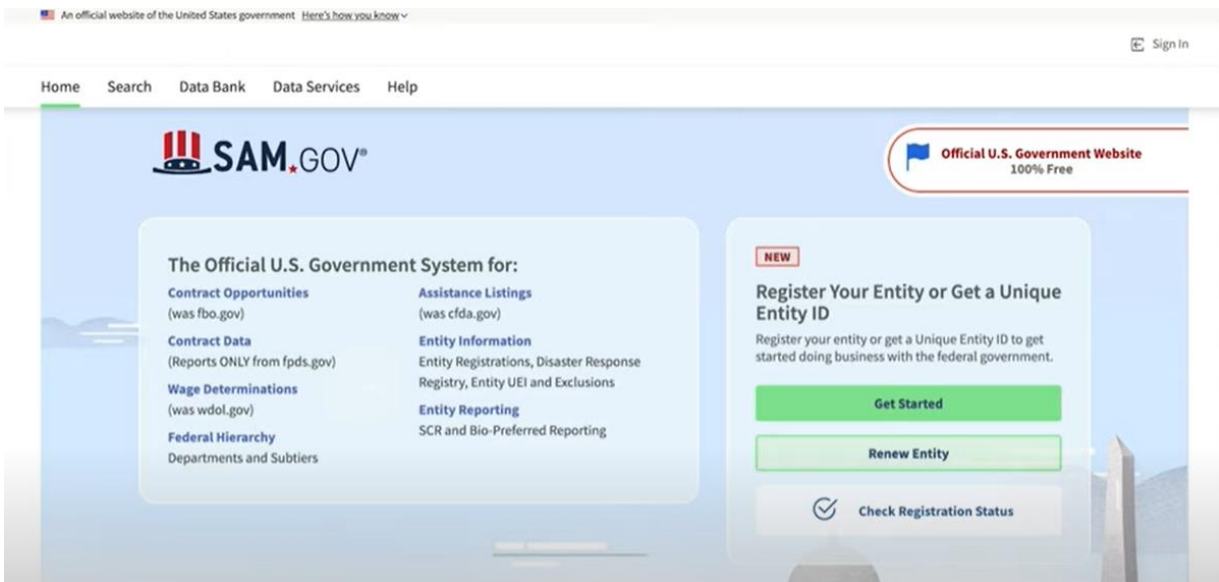 An official website of the United States government Here's how you know
Sign In
Home Search Data Bank Data Services Help
SAM.GOV®
Official U.S. Government Website
100% Free
The Official U.S. Government System for:
Contract Opportunities
(was fbo.gov)
Contract Data
(Reports ONLY from fpds.gov)
Wage Determinations
(was wdol.gov)
Federal Hierarchy
Departments and Subtiers
Assistance Listings
(was cfda.gov)
Entity Information
Entity Registrations, Disaster Response
Registry, Entity UEI and Exclusions
Entity Reporting
SCR and Bio-Preferred Reporting
NEW
Register Your Entity or Get a Unique
Entity ID
Register your entity or get a Unique Entity ID to get
started doing business with the federal government.
Get Started
Renew Entity
Check Registration Status